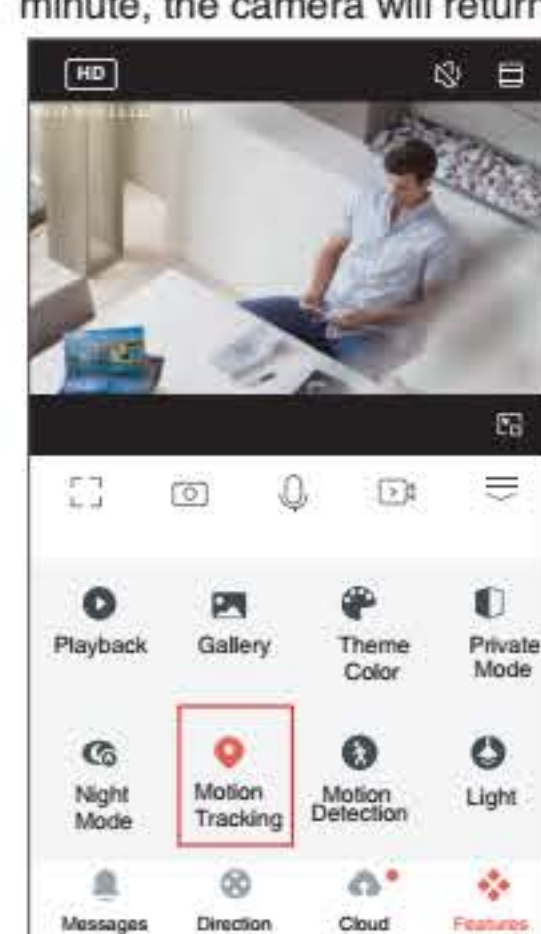 minute, the camera will return
HD
Playback Gallery Theme Private
Color Mode
Night Motion Motion Light
Mode Tracking Detection
Messages Direction Cloud Features